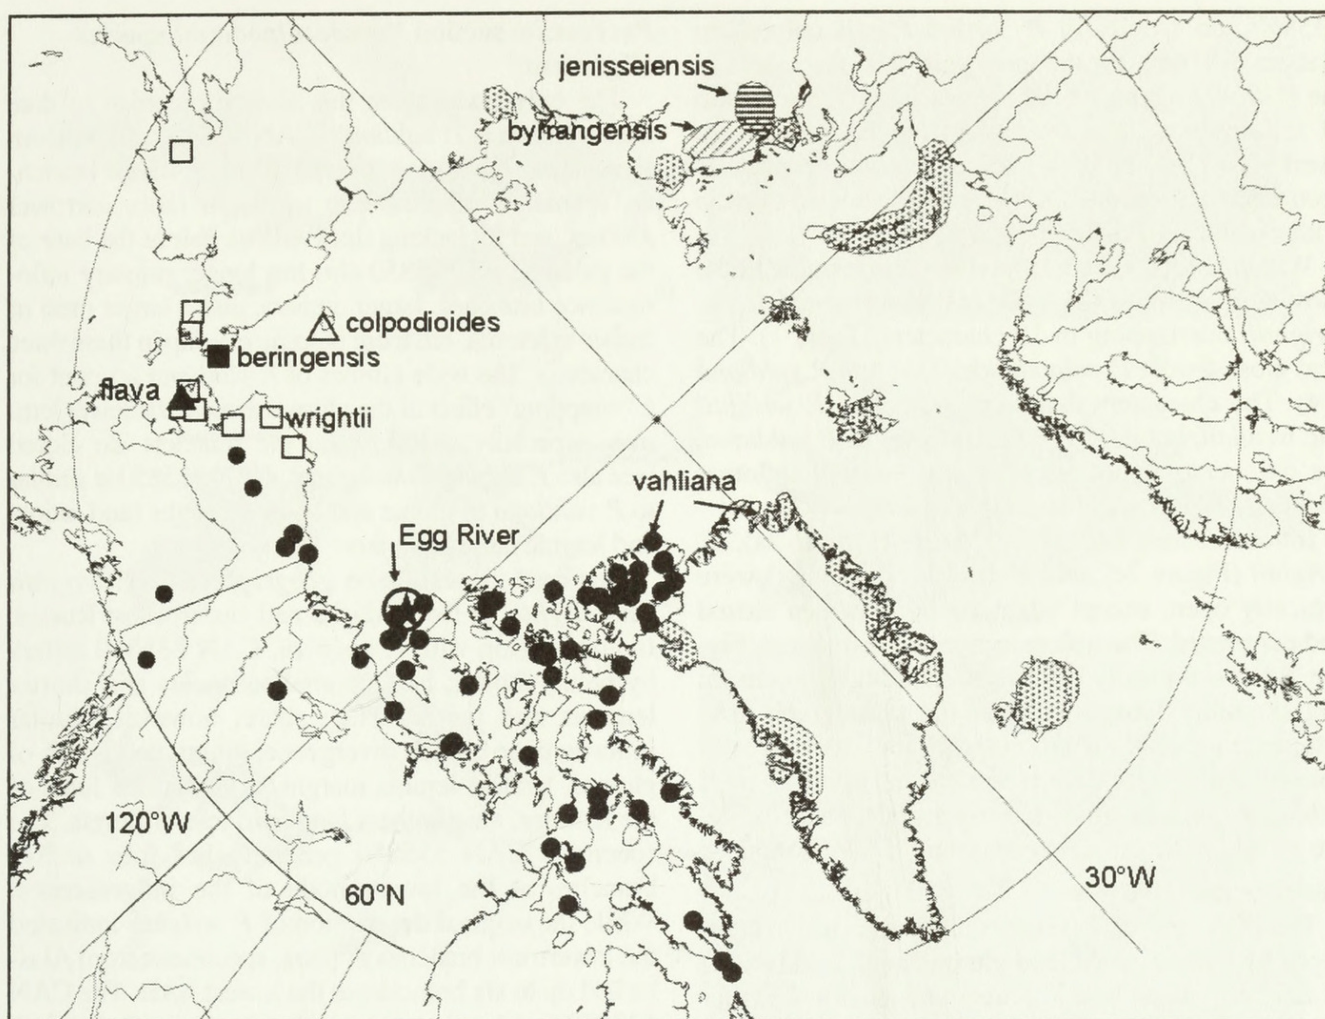 jenisseiensis
byrrangensis
colpodioides
beringensis
flava
wrightii
vahliana
Egg River
120°W
30°W
60°N